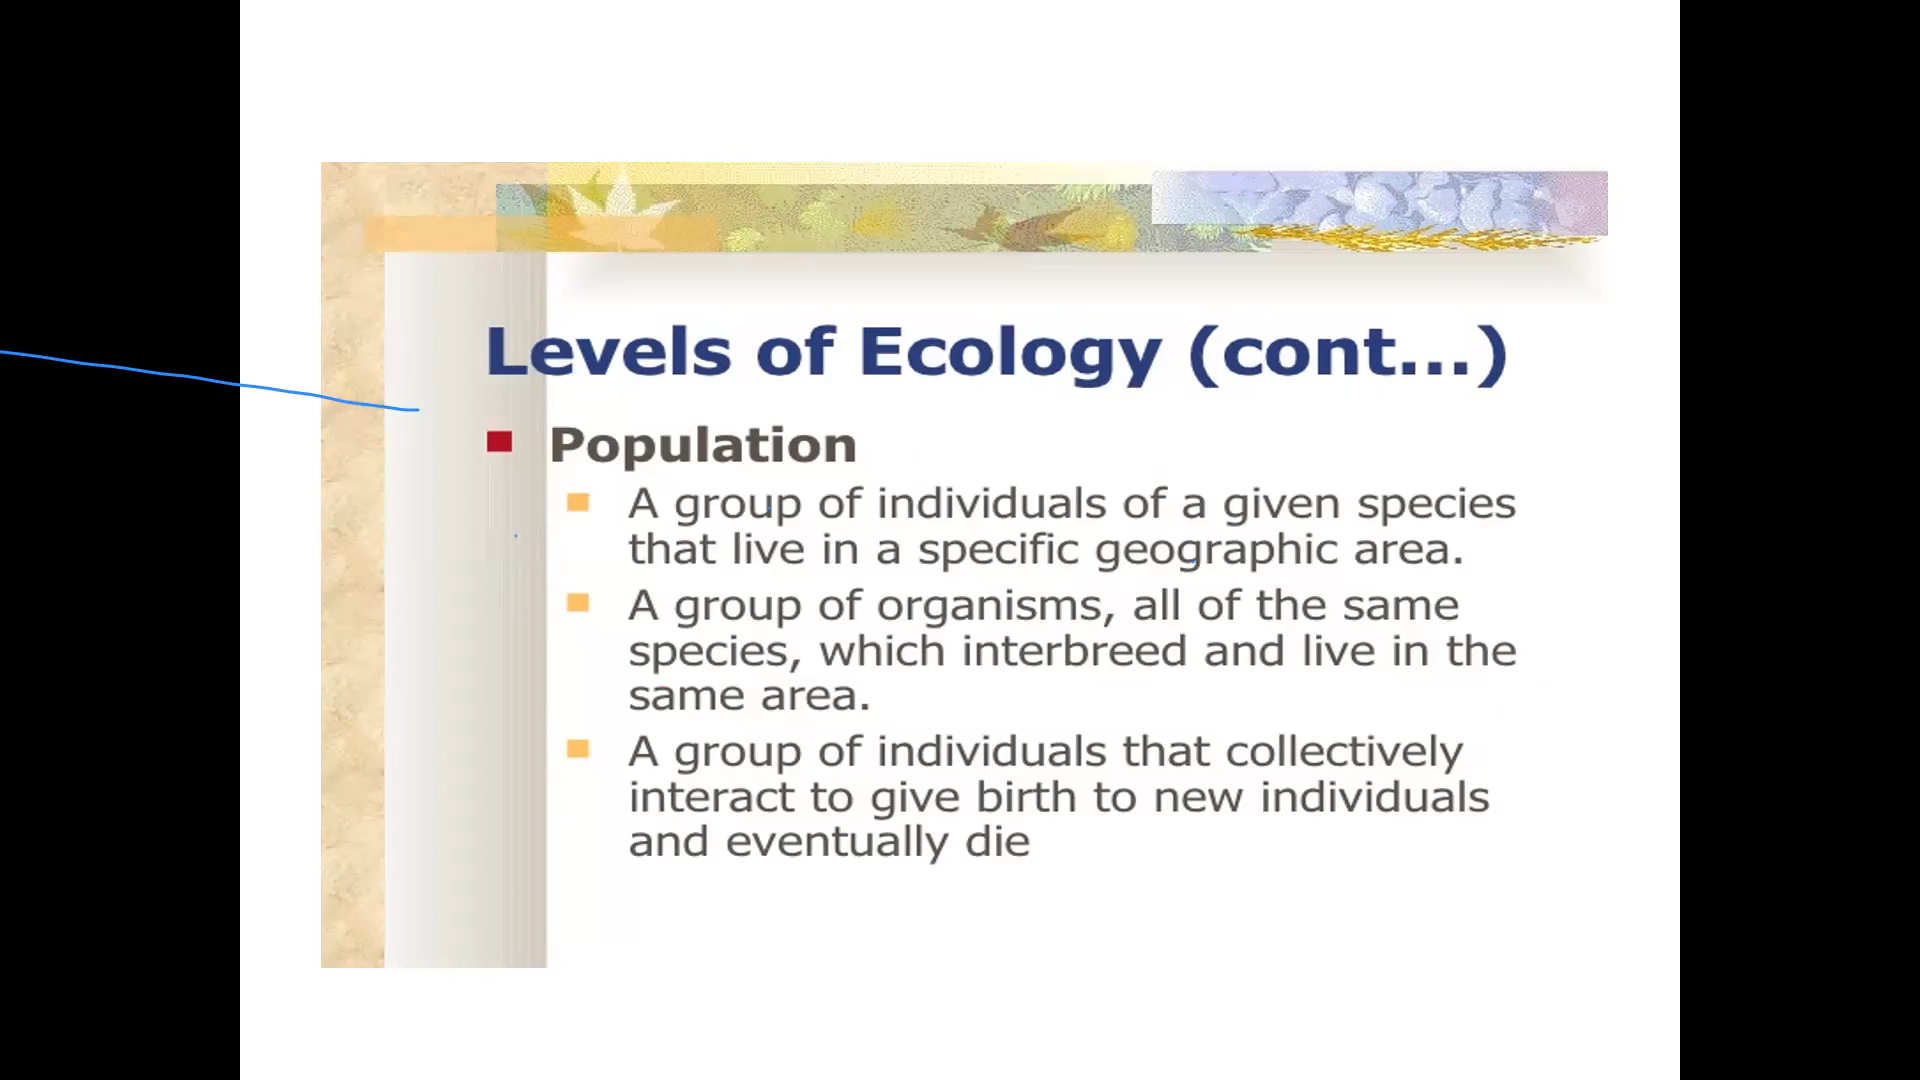 Levels of Ecology (cont...)
Population
A group of individuals of a given species
that live in a specific geographic area.
A group of organisms, all of the same
species, which interbreed and live in the
same area.
A group of individuals that collectively
interact to give birth to new individuals
and eventually die